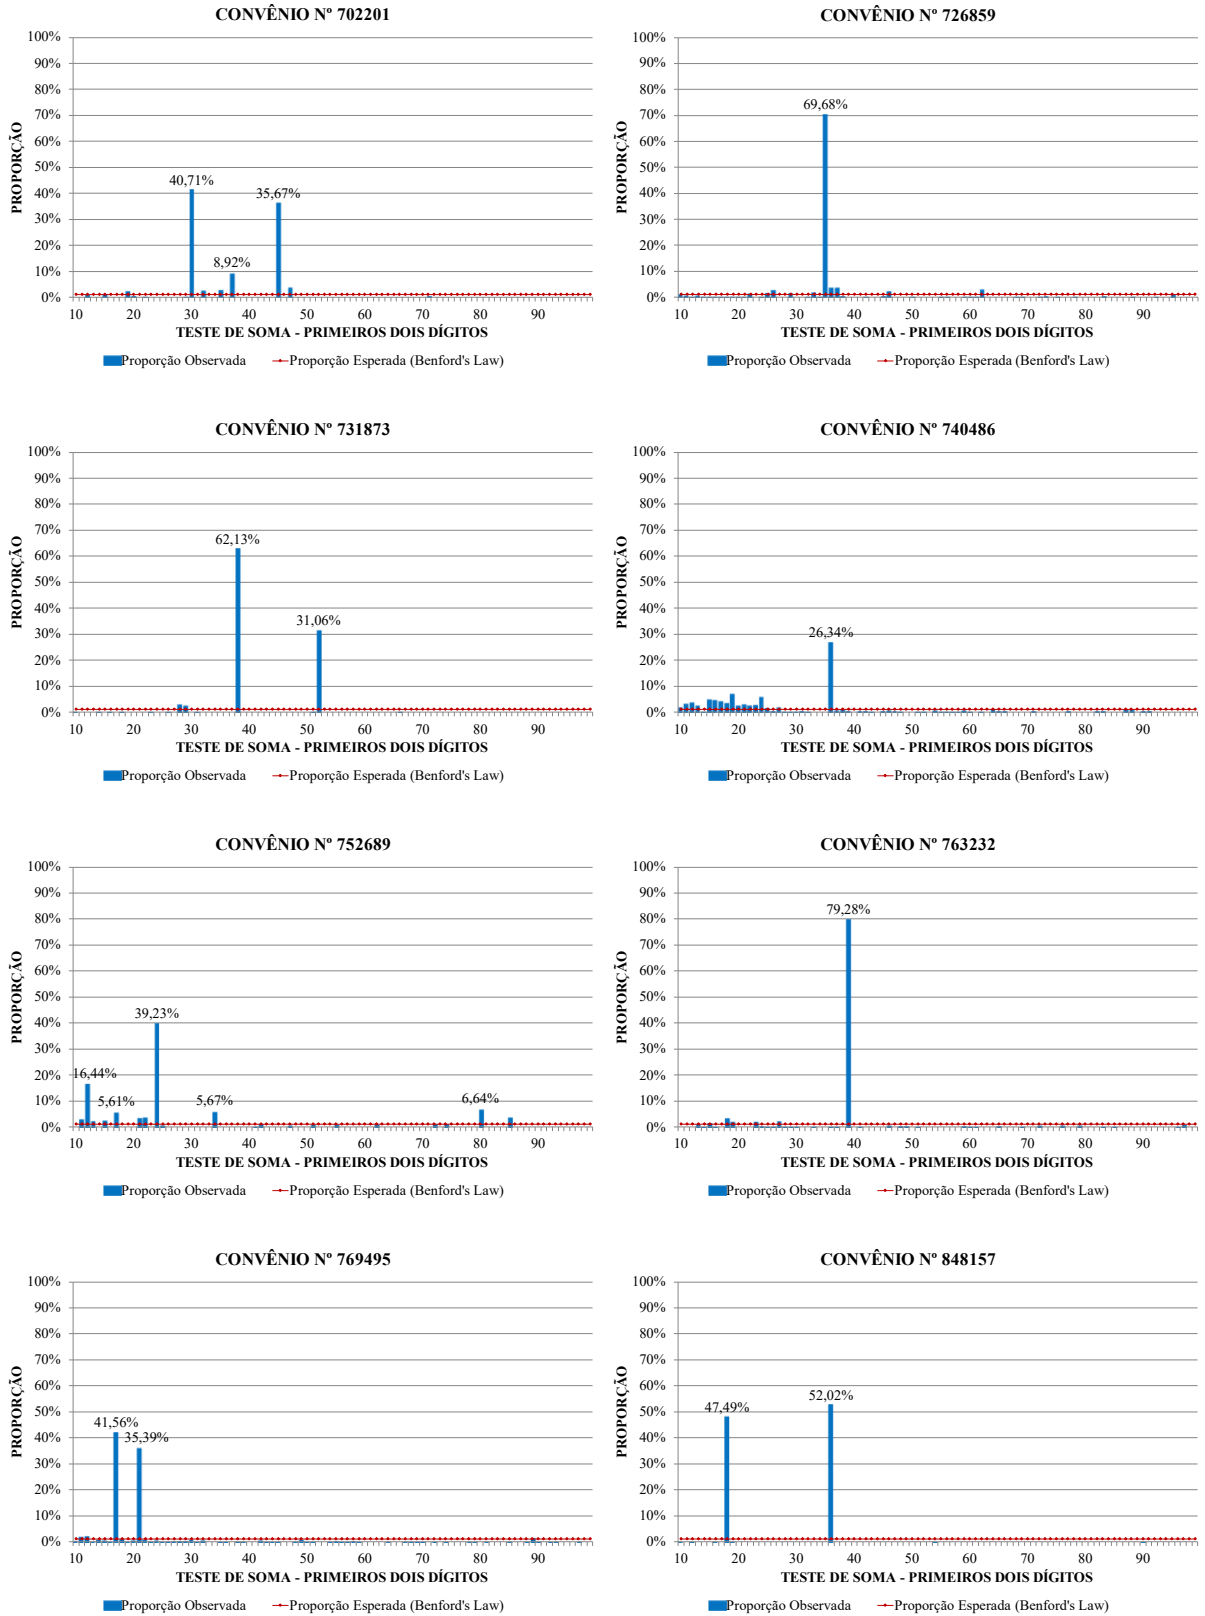 CONVÊNIO Nº 702201
100%
90%
80%
70%
60%
50%
40%
30%
20%
10%
0%
PROPORÇÃO
40,71%
35,67%
8,92%
10 20 30 40 50 60 70 80 90
TESTE DE SOMA - PRIMEIROS DOIS DÍGITOS
Proporção Observada Proporção Esperada (Benford's Law)
CONVÊNIO Nº 726859
100%
90%
80%
70%
60%
50%
40%
30%
20%
10%
0%
PROPORÇÃO
69,68%
10 20 30 40 50 60 70 80 90
TESTE DE SOMA - PRIMEIROS DOIS DÍGITOS
Proporção Observada Proporção Esperada (Benford's Law)
CONVÊNIO Nº 731873
100%
90%
80%
70%
60%
50%
40%
30%
20%
10%
0%
PROPORÇÃO
62,13%
31,06%
10 20 30 40 50 60 70 80 90
TESTE DE SOMA - PRIMEIROS DOIS DÍGITOS
Proporção Observada Proporção Esperada (Benford's Law)
CONVÊNIO Nº 740486
100%
90%
80%
70%
60%
50%
40%
30%
20%
10%
0%
PROPORÇÃO
26,34%
10 20 30 40 50 60 70 80 90
TESTE DE SOMA - PRIMEIROS DOIS DÍGITOS
Proporção Observada Proporção Esperada (Benford's Law)
CONVÊNIO Nº 752689
100%
90%
80%
70%
60%
50%
40%
30%
20%
10%
0%
PROPORÇÃO
39,23%
16,44%
5,61%
5,67%
6,64%
10 20 30 40 50 60 70 80 90
TESTE DE SOMA - PRIMEIROS DOIS DÍGITOS
Proporção Observada Proporção Esperada (Benford's Law)
CONVÊNIO Nº 763232
100%
90%
80%
70%
60%
50%
40%
30%
20%
10%
0%
PROPORÇÃO
79,28%
10 20 30 40 50 60 70 80 90
TESTE DE SOMA - PRIMEIROS DOIS DÍGITOS
Proporção Observada Proporção Esperada (Benford's Law)
CONVÊNIO Nº 769495
100%
90%
80%
70%
60%
50%
40%
30%
20%
10%
0%
PROPORÇÃO
41,56%
35,39%
10 20 30 40 50 60 70 80 90
TESTE DE SOMA - PRIMEIROS DOIS DÍGITOS
Proporção Observada Proporção Esperada (Benford's Law)
CONVÊNIO Nº 848157
100%
90%
80%
70%
60%
50%
40%
30%
20%
10%
0%
PROPORÇÃO
52,02%
47,49%
10 20 30 40 50 60 70 80 90
TESTE DE SOMA - PRIMEIROS DOIS DÍGITOS
Proporção Observada Proporção Esperada (Benford's Law)